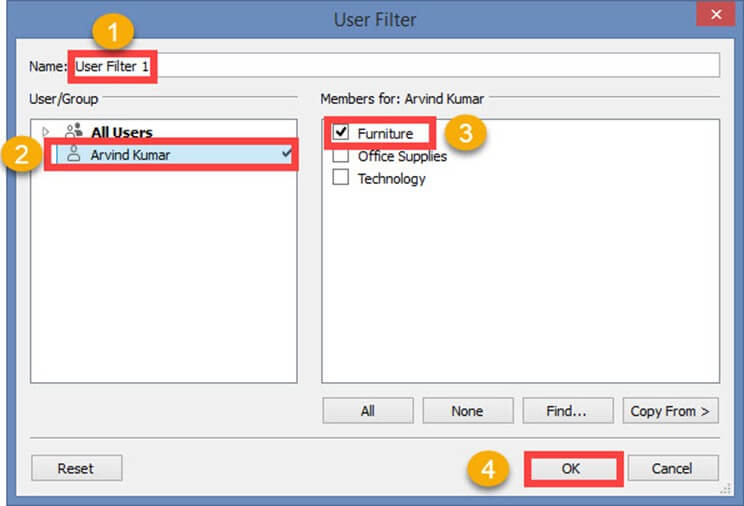 User Filter
1
Name: User Filter 1
User/Group
Members for: Arvind Kumar
All Users
2
Arvind Kumar
Furniture
3
Office Supplies
Technology
All
None
Find...
Copy From >
Reset
4
OK
Cancel